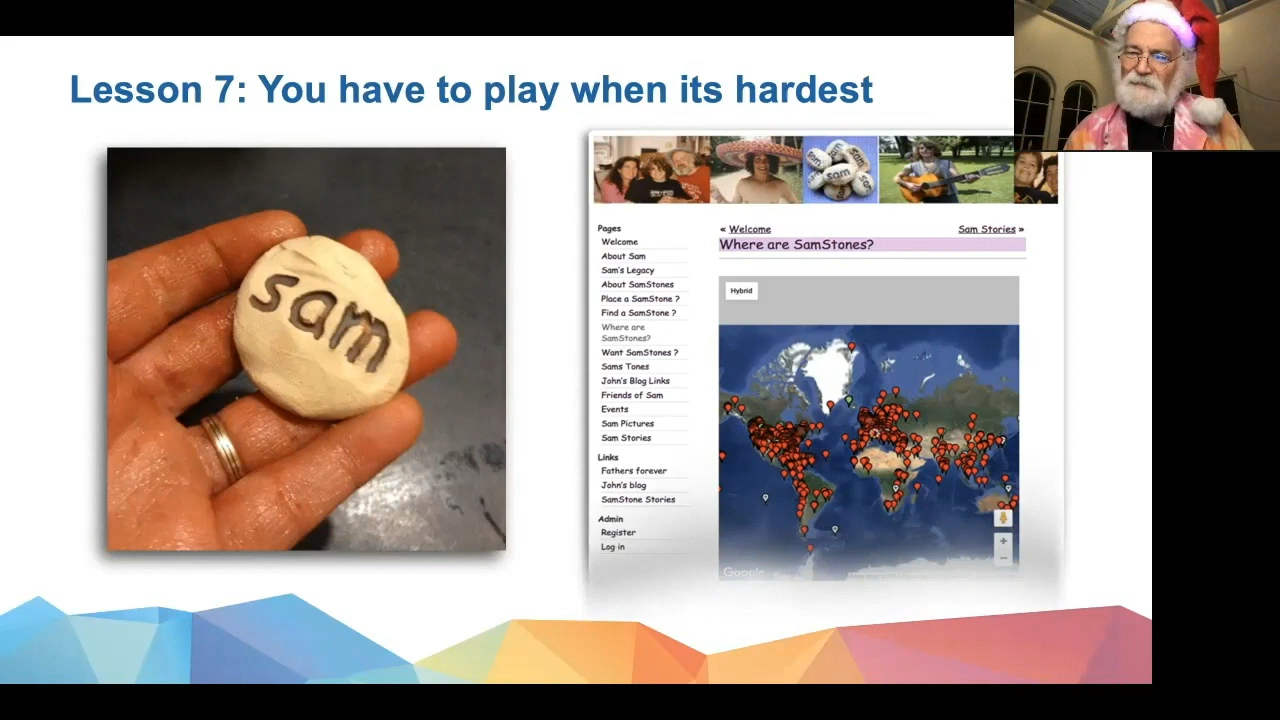 Lesson 7: You have to play when its hardest
sam
sam
Pages
Welcome
About Sam
Sam's Legacy
About SamStones
Place a SamStone ?
Find a SamStone ?
Where are
SamStones?
Want SamStones ?
Sams Tones
John's Blog Links
Friends of Sam
Events
Sam Pictures
Sam Stories
Links
Fathers forever
John's blog
SamStone Stories
Admin
Register
Log in
« Welcome
Sam Stories »
Where are SamStones?
Hybrid
Google